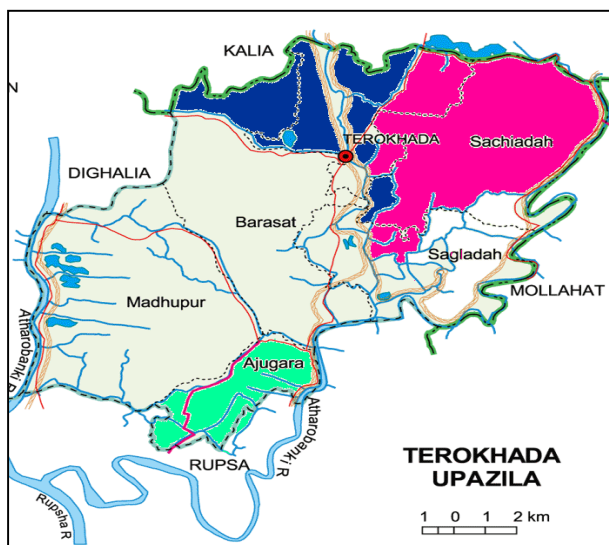 KALIA
N
TEROKHADA
Sachiadah
DIGHALIA
Barasat
Sagladah
MOLLAHAT
Madhupur
Atharobanki R
Ajugara
Atharobanki R
RUPSA
Rupsha R
TEROKHADA
UPAZILA
1 0 1 2 km